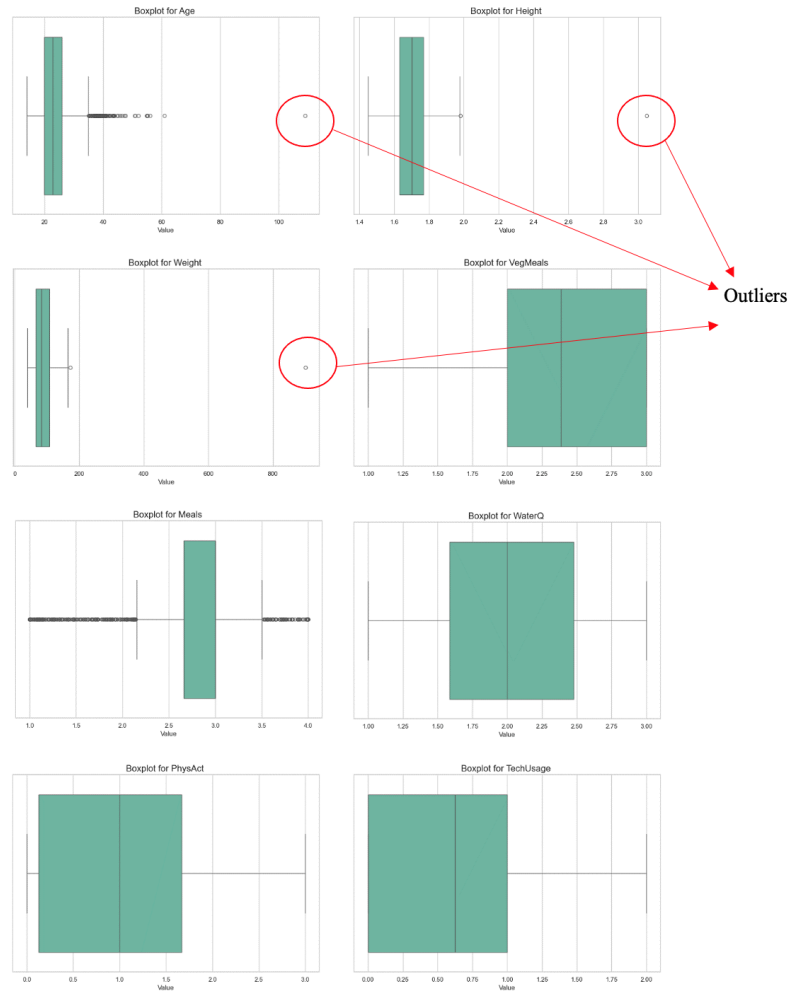 Boxplot for Age
20 40 60 80 100
Value
Boxplot for Height
1.4 1.6 1.8 2.0 2.2 2.4 2.6 2.8 3.0
Value
Outliers
Boxplot for Weight
0 200 400 600 800
Value
Boxplot for VegMeals
1.00 1.25 1.50 1.75 2.00 2.25 2.50 2.75 3.00
Value
Boxplot for Meals
1.0 1.5 2.0 2.5 3.0 3.5 4.0
Value
Boxplot for WaterQ
1.00 1.25 1.50 1.75 2.00 2.25 2.50 2.75 3.00
Value
Boxplot for PhysAct
0.0 0.5 1.0 1.5 2.0 2.5 3.0
Value
Boxplot for TechUsage
0.00 0.25 0.50 0.75 1.00 1.25 1.50 1.75 2.00
Value